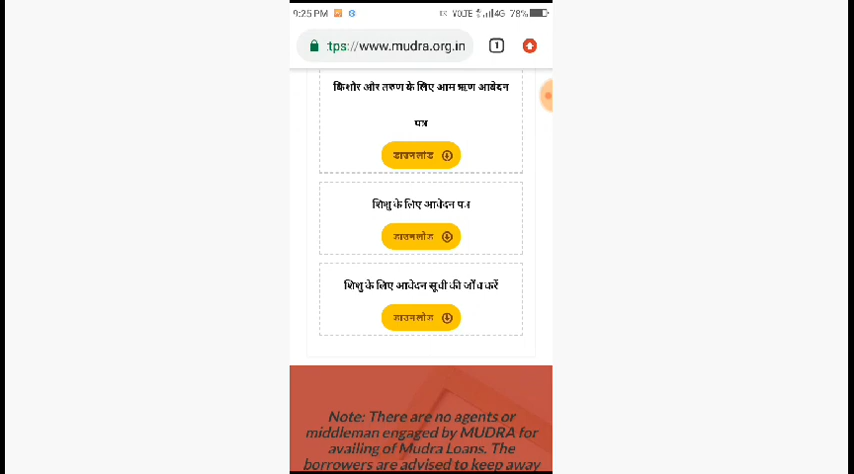 9:25 PM VOLTE 4G 78%
tps://www.mudra.org.in 1
किशोर और तरुण के लिए आम ऋण आवेदन
पत्र
डाउनलोड
शिशु के लिए आवेदन पत्र
डाउनलोड
शिशु के लिए आवेदन सूची की जाँच करें
डाउनलोड
Note: There are no agents or
middleman engaged by MUDRA for
availing of Mudra Loans. The
borrowers are advised to keep away